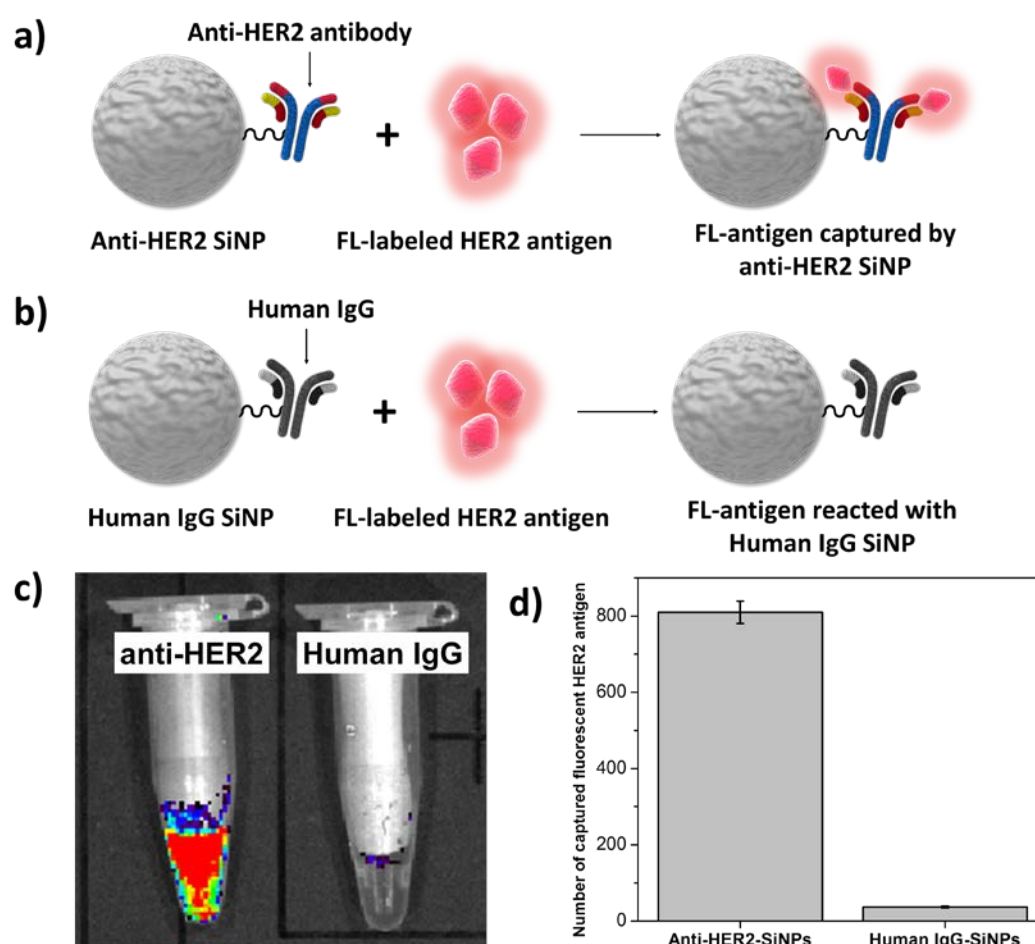 a)
Anti-HER2 antibody
+
Anti-HER2 SiNP
FL-labeled HER2 antigen
FL-antigen captured by
anti-HER2 SiNP
b)
Human IgG
+
Human IgG SiNP
FL-labeled HER2 antigen
FL-antigen reacted with
Human IgG SiNP
c)
anti-HER2
Human IgG
d)
Number of captured fluorescent HER2 antigen
800
600
400
200
0
Anti-HER2-SiNPs
Human IgG-SiNPs